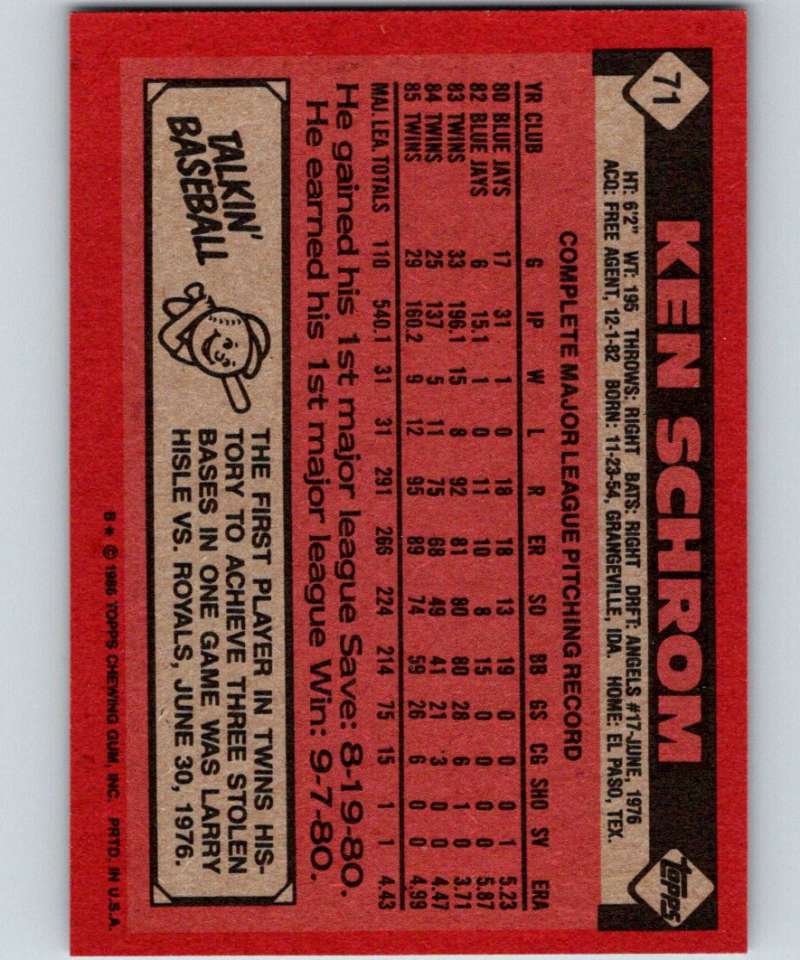 71
KEN SCHROM
TOPPS
HT: 6'2" WT: 195 THROWS: RIGHT BATS: RIGHT DRFT: ANGELS #17-JUNE, 1976
ACQ: FREE AGENT, 12-1-82 BORN: 11-23-54, GRANGEVILLE, IDA. HOME: EL PASO, TEX.
COMPLETE MAJOR LEAGUE PITCHING RECORD
YR CLUB G IP W L R ER SO BB GS CG SHO SV ERA
80 BLUE JAYS 17 31 1 0 18 18 13 19 0 0 0 1 5.23
82 BLUE JAYS 6 15.1 1 0 11 10 8 15 0 0 0 0 5.87
83 TWINS 33 196.1 15 8 92 81 80 80 28 6 1 0 3.71
84 TWINS 25 137 5 11 75 68 49 41 21 3 0 0 4.47
85 TWINS 29 160.2 9 12 95 89 74 59 26 6 0 0 4.99
MAJ. LEA. TOTALS 110 540.1 31 31 291 266 224 214 75 15 1 1 4.43
He gained his 1st major league Save: 8-19-80.
He earned his 1st major league Win: 9-7-80.
TALKIN'
BASEBALL
THE FIRST PLAYER IN TWINS HIS-
TORY TO ACHIEVE THREE STOLEN
BASES IN ONE GAME WAS LARRY
HISLE VS. ROYALS, JUNE 30, 1976.
B* © 1986 TOPPS CHEWING GUM, INC. PRTD. IN U.S.A.